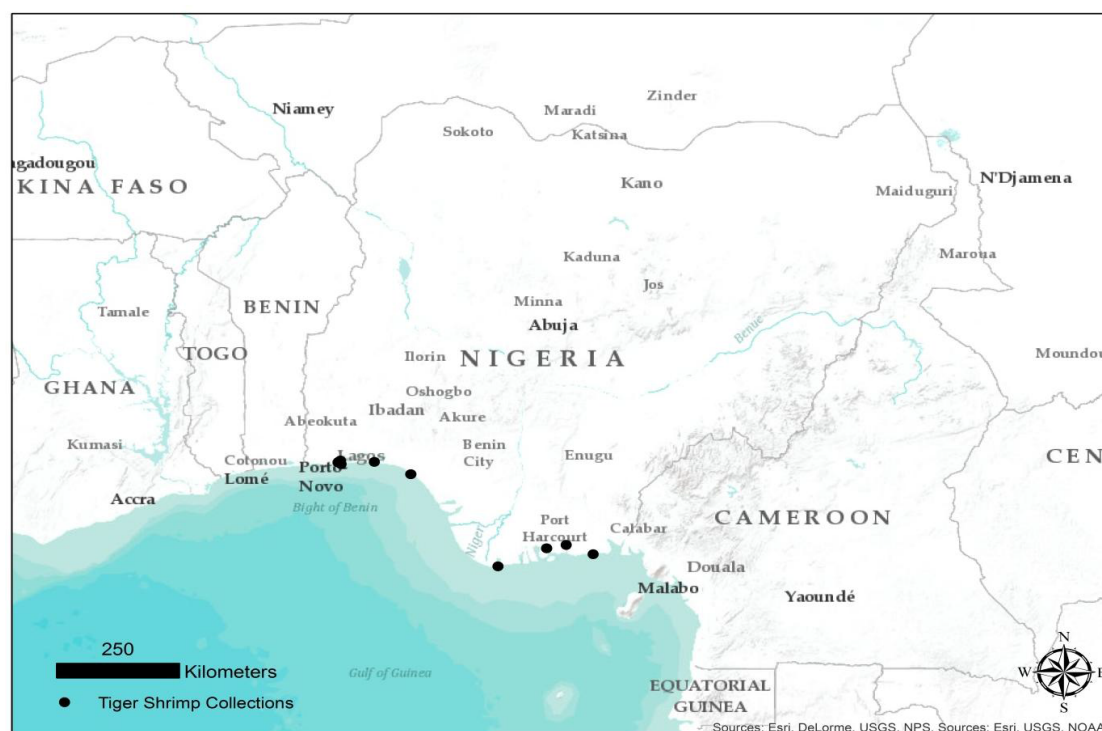 Zinder
Niamey
Maradi
Sokoto
Katsina
agadougou
KINA FASO
Kano
N'Djamena
Maiduguri
Kaduna
Maroua
Jos
Tamale
BENIN
Minna
Abuja
Benue
TOGO
Ilorin
NIGERIA
Moundou
GHANA
Oshogbo
Ibadan
Akure
Abeokuta
Kumasi
Benin
City
Lagos
Enugu
CEN
Cotonou
Porto-
Lomé
Novo
Accra
Bight of Benin
Port
Harcourt
Calabar
CAMEROON
Niger
Douala
Malabo
Yaoundé
250
Kilometers
Gulf of Guinea
N
W
E
S
EQUATORIAL
GUINEA
Tiger Shrimp Collections
Sources: Esri, DeLorme, USGS, NPS, Sources: Esri, USGS, NOAA